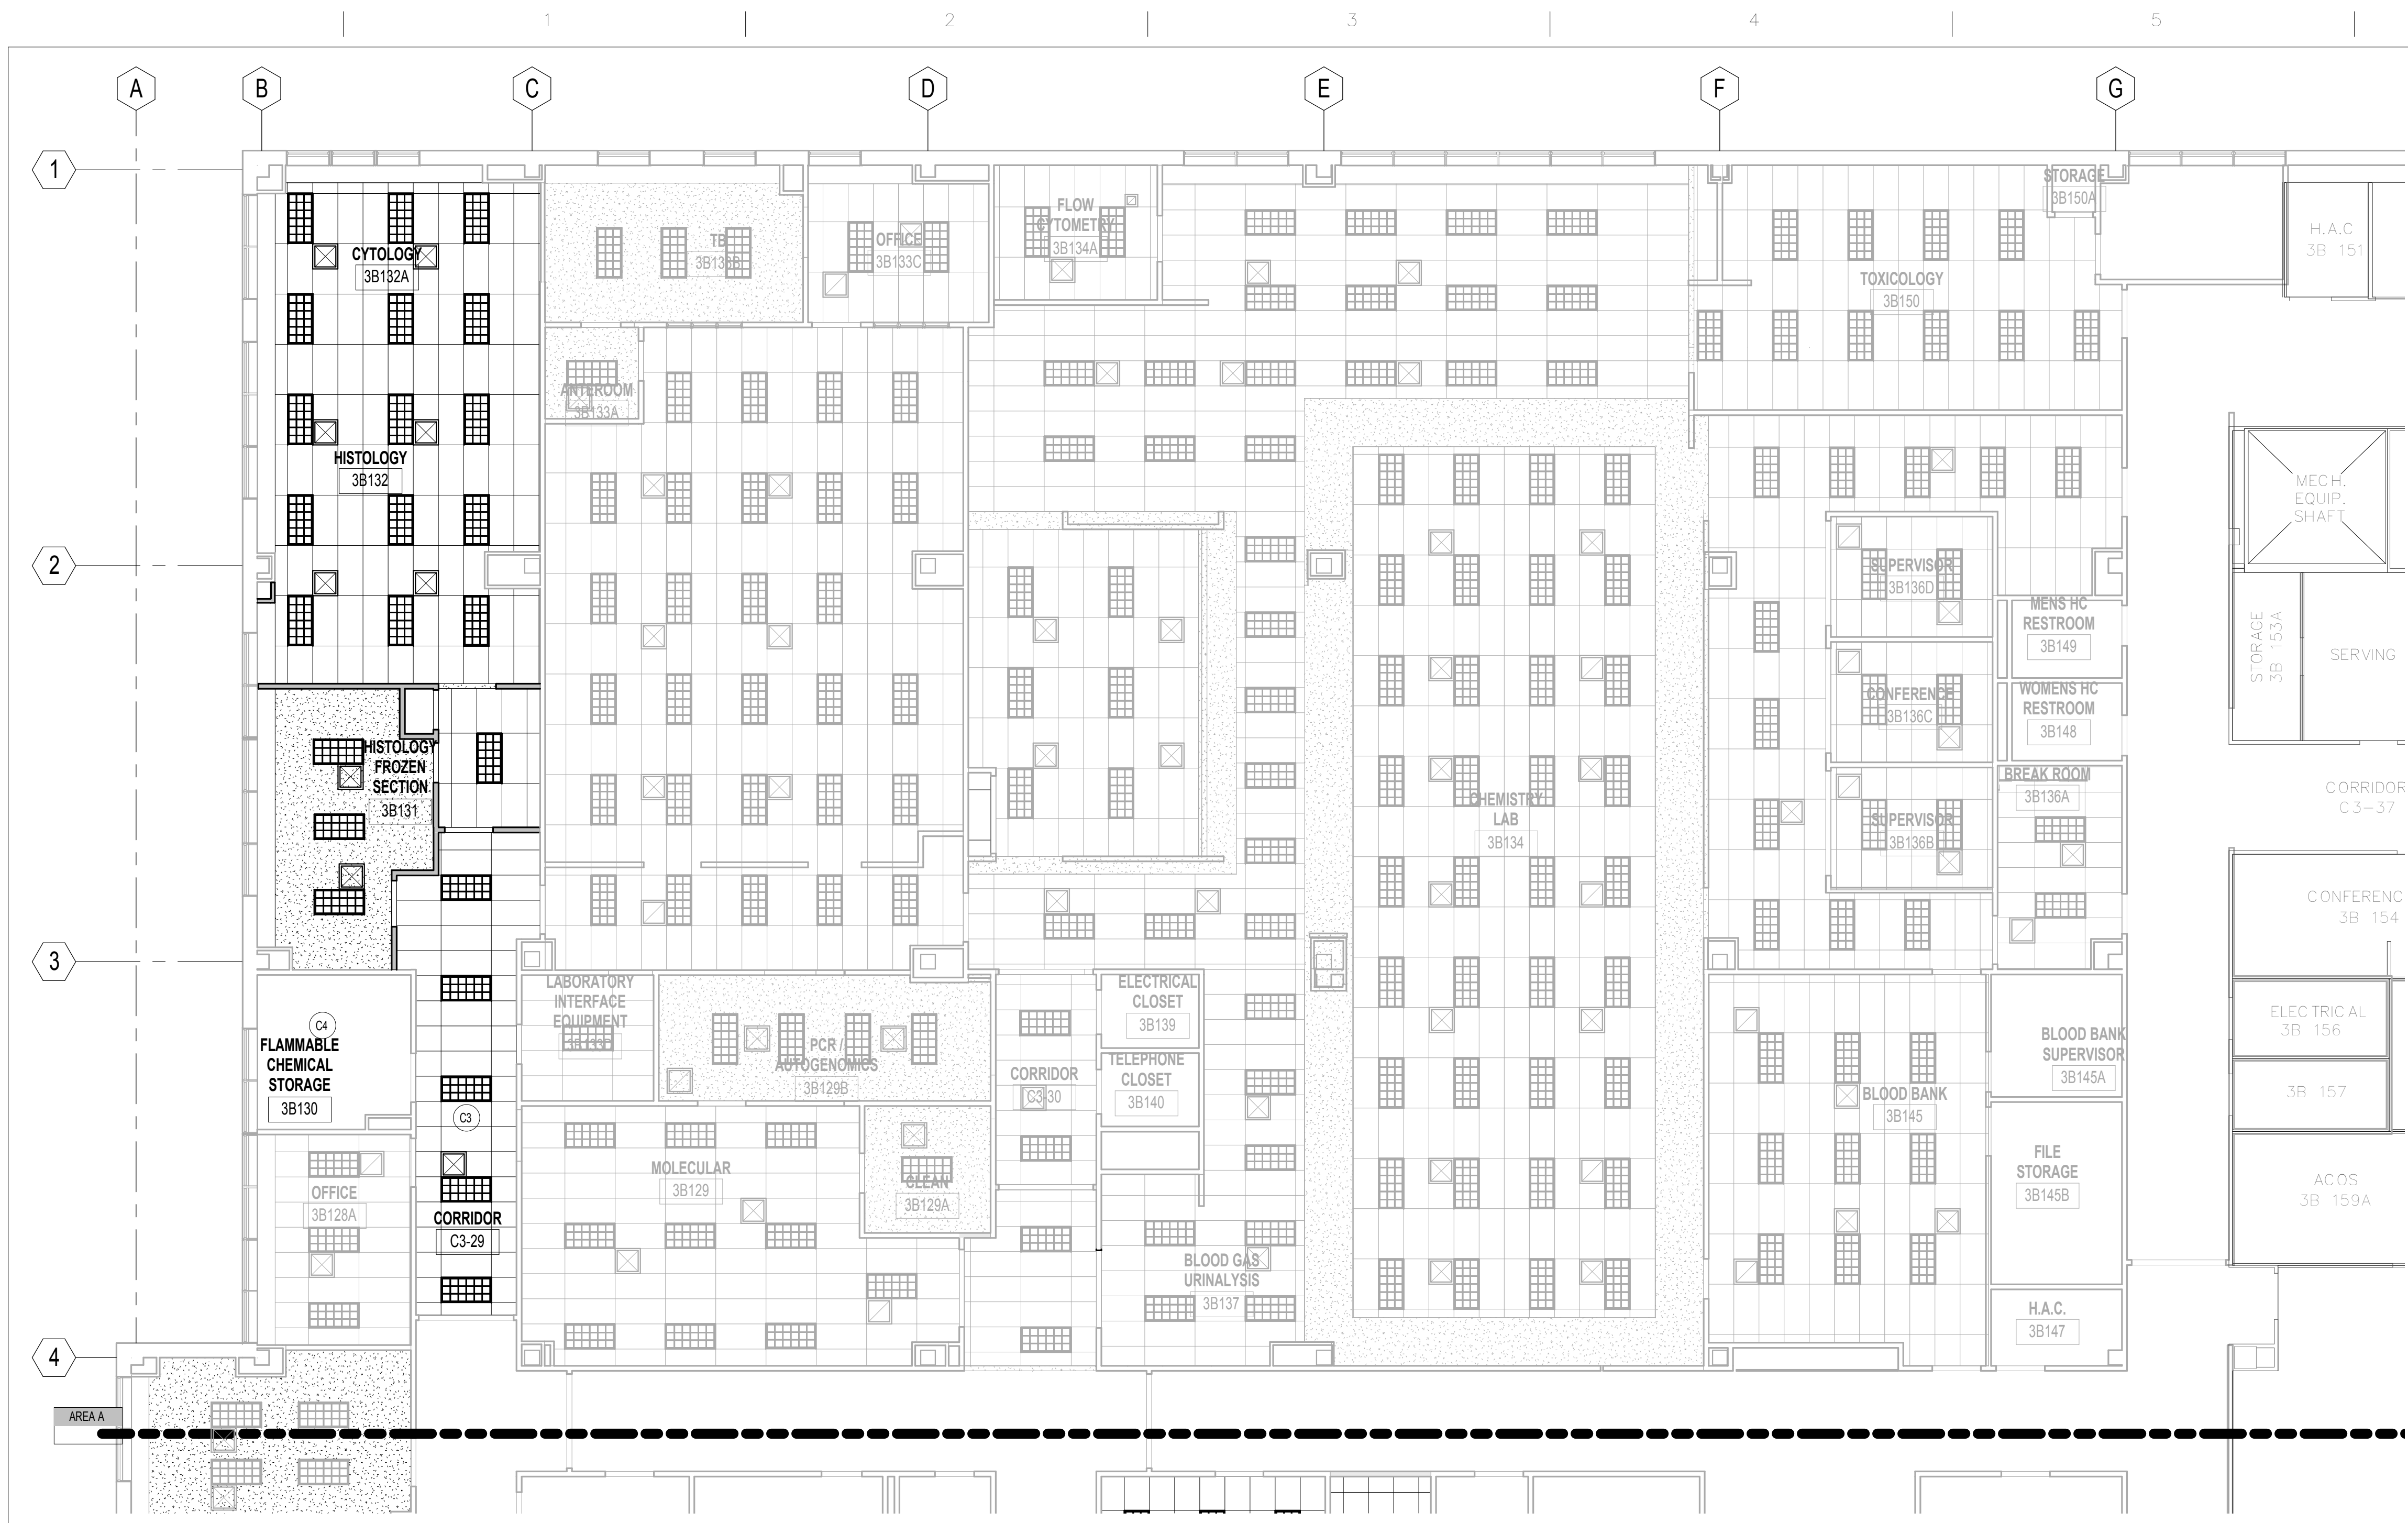 1
2
3
4
5
A
B
C
D
E
F
G
1
STORAGE
3B150A
FLOW
CYTOMETRY
3B134A
H.A.C
3B 151
CYTOLOGY
3B132A
TB
3B133B
OFFICE
3B133C
TOXICOLOGY
3B150
ANTEROOM
3B133A
HISTOLOGY
3B132
MECH.
EQUIP.
SHAFT
2
SUPERVISOR
3B136D
MENS HC
RESTROOM
3B149
STORAGE
3B 153A
SERVING
CONFERENCE
3B136C
WOMENS HC
RESTROOM
3B148
HISTOLOGY
FROZEN
SECTION
3B131
BREAK ROOM
3B136A
CORRIDOR
C3-37
CHEMISTRY
LAB
3B134
SUPERVISOR
3B136B
CONFERENC
3B 154
3
LABORATORY
INTERFACE
EQUIPMENT
3B133D
ELECTRICAL
CLOSET
3B139
ELECTRICAL
3B 156
C4
FLAMMABLE
CHEMICAL
STORAGE
3B130
PCR /
AUTOGENOMICS
3B129B
CORRIDOR
C3-30
TELEPHONE
CLOSET
3B140
BLOOD BANK
SUPERVISOR
3B145A
BLOOD BANK
3B145
3B 157
C3
MOLECULAR
3B129
CLEAN
3B129A
FILE
STORAGE
3B145B
ACOS
3B 159A
OFFICE
3B128A
CORRIDOR
C3-29
BLOOD GAS
URINALYSIS
3B137
H.A.C.
3B147
4
AREA A